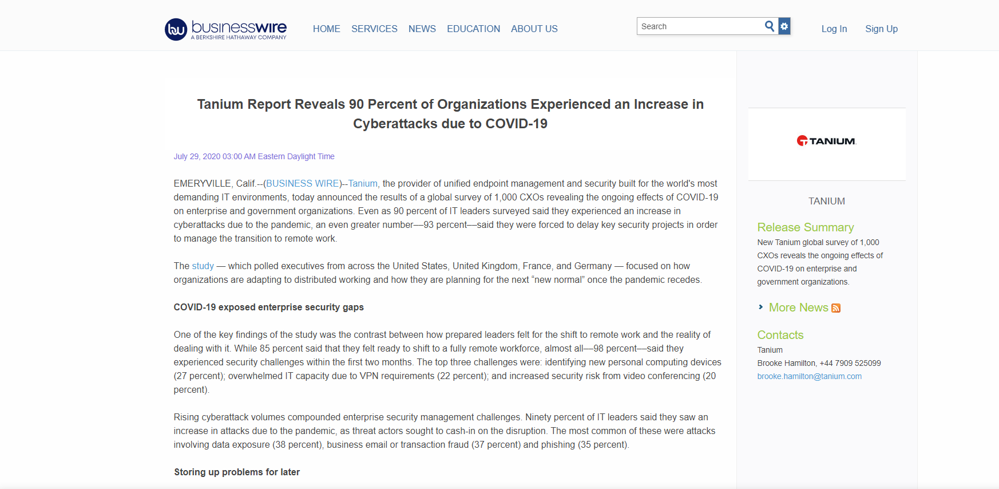 businesswire
A BERKSHIRE HATHAWAY COMPANY
HOME SERVICES NEWS EDUCATION ABOUT US
Search
Log In Sign Up
Tanium Report Reveals 90 Percent of Organizations Experienced an Increase in
Cyberattacks due to COVID-19
July 29, 2020 03:00 AM Eastern Daylight Time
EMERYVILLE, Calif.--(BUSINESS WIRE)--Tanium, the provider of unified endpoint management and security built for the world's most
demanding IT environments, today announced the results of a global survey of 1,000 CXOs revealing the ongoing effects of COVID-19
on enterprise and government organizations. Even as 90 percent of IT leaders surveyed said they experienced an increase in
cyberattacks due to the pandemic, an even greater number—93 percent—said they were forced to delay key security projects in order
to manage the transition to remote work.
The study — which polled executives from across the United States, United Kingdom, France, and Germany — focused on how
organizations are adapting to distributed working and how they are planning for the next “new normal” once the pandemic recedes.
COVID-19 exposed enterprise security gaps
One of the key findings of the study was the contrast between how prepared leaders felt for the shift to remote work and the reality of
dealing with it. While 85 percent said that they felt ready to shift to a fully remote workforce, almost all—98 percent—said they
experienced security challenges within the first two months. The top three challenges were: identifying new personal computing devices
(27 percent); overwhelmed IT capacity due to VPN requirements (22 percent); and increased security risk from video conferencing (20
percent).
Rising cyberattack volumes compounded enterprise security management challenges. Ninety percent of IT leaders said they saw an
increase in attacks due to the pandemic, as threat actors sought to cash-in on the disruption. The most common of these were attacks
involving data exposure (38 percent), business email or transaction fraud (37 percent) and phishing (35 percent).
Storing up problems for later
TANIUM.
TANIUM
Release Summary
New Tanium global survey of 1,000
CXOs reveals the ongoing effects of
COVID-19 on enterprise and
government organizations.
More News
Contacts
Tanium
Brooke Hamilton, +44 7909 525099
brooke.hamilton@tanium.com